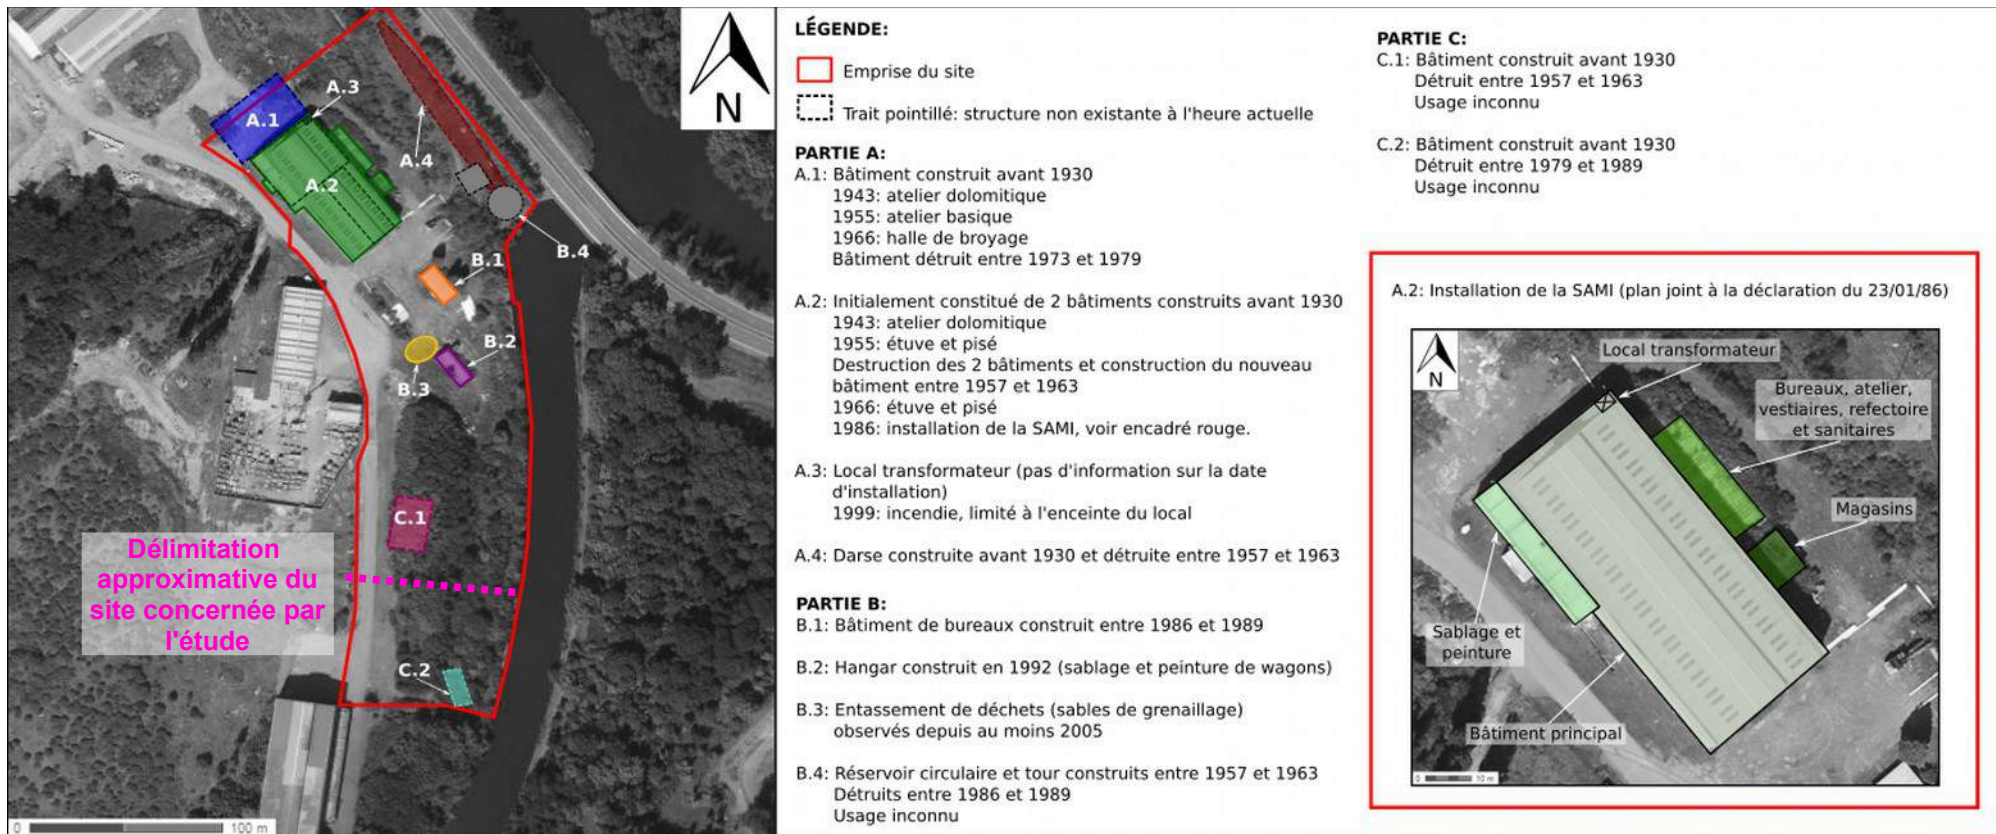 A.1
A.3
A.2
A.4
B.4
B.1
B.2
B.3
C.1
C.2
Délimitation
approximative du
site concernée par
l'étude
0 100 m
N
LÉGENDE:
Emprise du site
Trait pointillé: structure non existante à l'heure actuelle
PARTIE A:
A.1: Bâtiment construit avant 1930
1943: atelier dolomitique
1955: atelier basique
1966: halle de broyage
Bâtiment détruit entre 1973 et 1979
A.2: Initialement constitué de 2 bâtiments construits avant 1930
1943: atelier dolomitique
1955: étuve et pisé
Destruction des 2 bâtiments et construction du nouveau
bâtiment entre 1957 et 1963
1966: étuve et pisé
1986: installation de la SAMI, voir encadré rouge.
A.3: Local transformateur (pas d'information sur la date
d'installation)
1999: incendie, limité à l'enceinte du local
A.4: Darse construite avant 1930 et détruite entre 1957 et 1963
PARTIE B:
B.1: Bâtiment de bureaux construit entre 1986 et 1989
B.2: Hangar construit en 1992 (sablage et peinture de wagons)
B.3: Entassement de déchets (sables de grenaillage)
observés depuis au moins 2005
B.4: Réservoir circulaire et tour construits entre 1957 et 1963
Détruits entre 1986 et 1989
Usage inconnu
PARTIE C:
C.1: Bâtiment construit avant 1930
Détruit entre 1957 et 1963
Usage inconnu
C.2: Bâtiment construit avant 1930
Détruit entre 1979 et 1989
Usage inconnu
A.2: Installation de la SAMI (plan joint à la déclaration du 23/01/86)
N
Local transformateur
Bureaux, atelier,
vestiaires, refectoire
et sanitaires
Magasins
Sablage et
peinture
Bâtiment principal
0 10 m